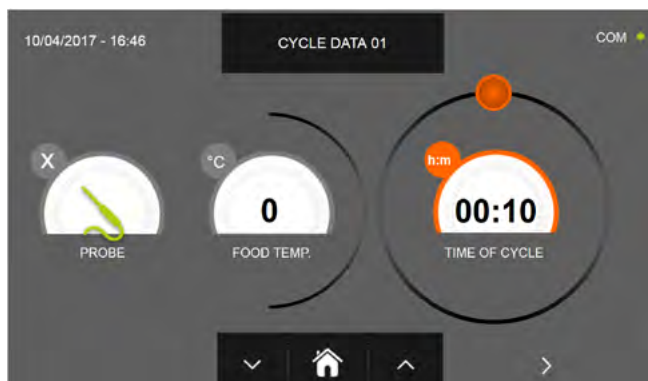 10/04/2017 - 16:46
CYCLE DATA 01
COM
X
°C
h:m
0
00:10
PROBE
FOOD TEMP.
TIME OF CYCLE